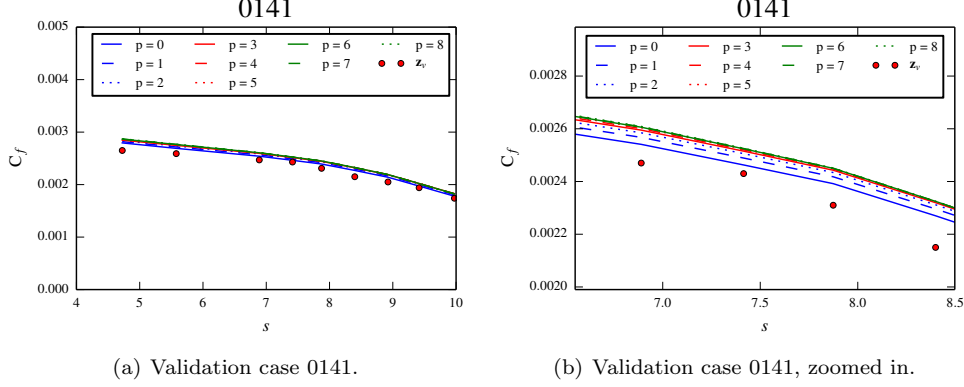 0141
0.005
0.004
0.003
0.002
0.001
0.000
C_f
4 5 6 7 8 9 10
s
p = 0 p = 3 p = 6 p = 8
p = 1 p = 4 p = 7 z_v
p = 2 p = 5
(a) Validation case 0141.
0141
0.0028
0.0026
0.0024
0.0022
0.0020
C_f
7.0 7.5 8.0 8.5
s
p = 0 p = 3 p = 6 p = 8
p = 1 p = 4 p = 7 z_v
p = 2 p = 5
(b) Validation case 0141, zoomed in.